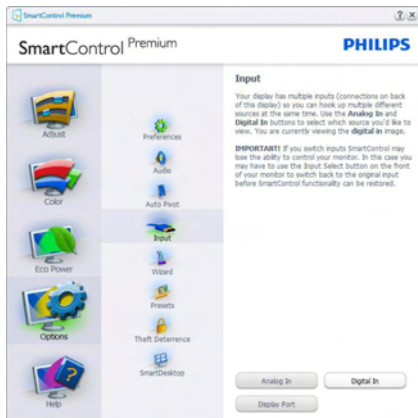 SmartControl Premium
SmartControl Premium
PHILIPS
Adjust
Color
Eco Power
Options
Help
Preferences
Audio
Auto Pivot
Input
Wizard
Presets
Theft Deterrence
SmartDesktop
Input
Your display has multiple inputs (connections on back
of this display) so you can hook up multiple different
sources at the same time. Use the Analog In and
Digital In buttons to select which source you'd like to
view. You are currently viewing the digital in image.
IMPORTANT! If you switch inputs SmartControl may
lose the ability to control your monitor. In this case you
may have to use the Input Select button on the front
of your monitor to switch back to the original input
before SmartControl functionality can be restored.
Analog In
Digital In
Display Port